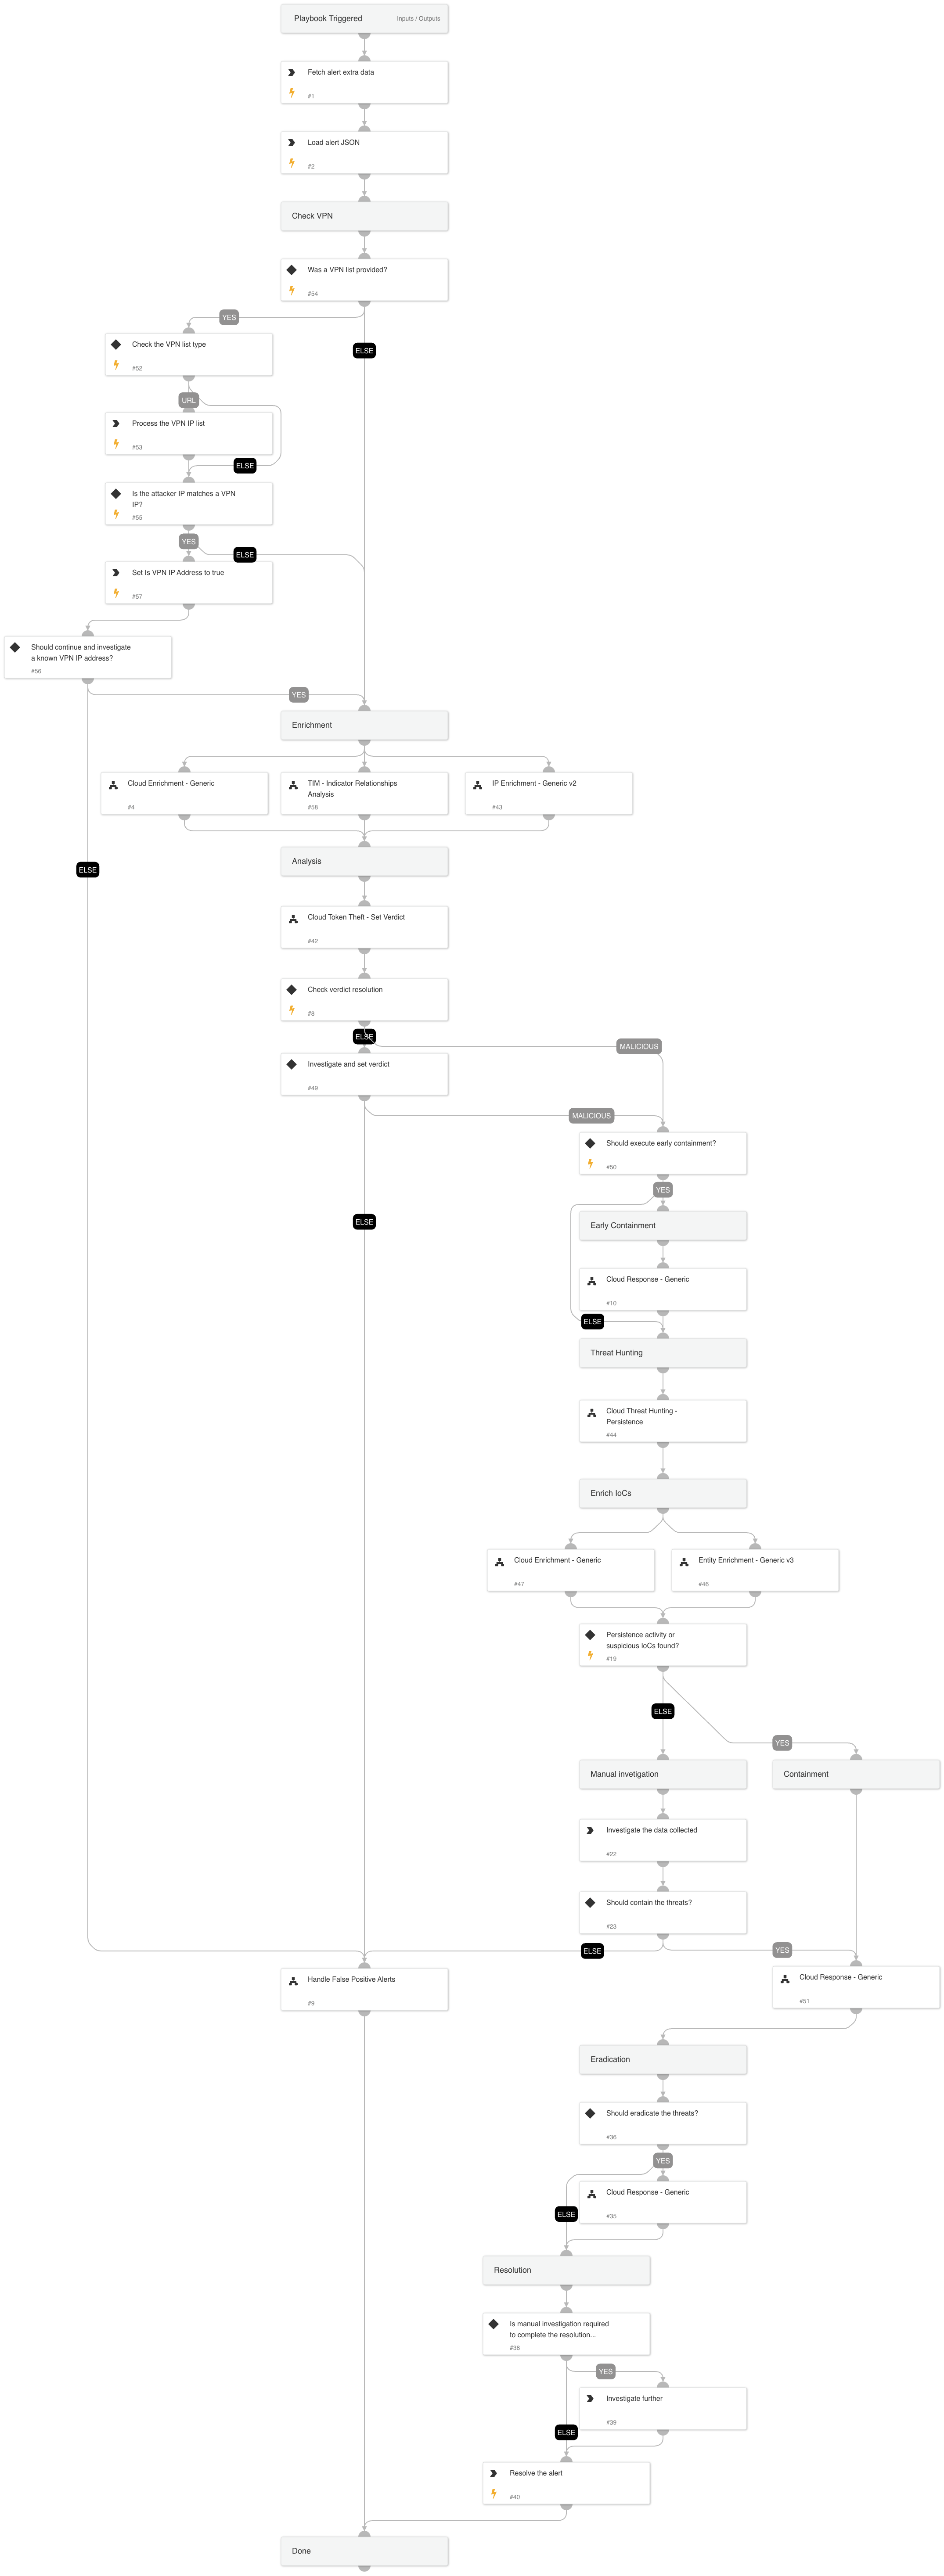 Playbook Triggered
Inputs / Outputs
Fetch alert extra data
#1
Load alert JSON
#2
Check VPN
Was a VPN list provided?
#54
YES
ELSE
Check the VPN list type
#52
URL
Process the VPN IP list
#53
ELSE
Is the attacker IP matches a VPN
IP?
#55
YES
ELSE
Set Is VPN IP Address to true
#57
Should continue and investigate
a known VPN IP address?
#56
YES
Enrichment
Cloud Enrichment - Generic
#4
TIM - Indicator Relationships
Analysis
#58
IP Enrichment - Generic v2
#43
ELSE
Analysis
Cloud Token Theft - Set Verdict
#42
Check verdict resolution
#8
ELSE
MALICIOUS
Investigate and set verdict
#49
MALICIOUS
Should execute early containment?
#50
YES
ELSE
Early Containment
Cloud Response - Generic
#10
ELSE
Threat Hunting
Cloud Threat Hunting -
Persistence
#44
Enrich IoCs
Cloud Enrichment - Generic
#47
Entity Enrichment - Generic v3
#46
Persistence activity or
suspicious IoCs found?
#19
ELSE
YES
Manual invetigation
Containment
Investigate the data collected
#22
Should contain the threats?
#23
ELSE
YES
Handle False Positive Alerts
#9
Cloud Response - Generic
#51
Eradication
Should eradicate the threats?
#36
YES
Cloud Response - Generic
#35
ELSE
Resolution
Is manual investigation required
to complete the resolution...
#38
YES
Investigate further
#39
ELSE
Resolve the alert
#40
Done